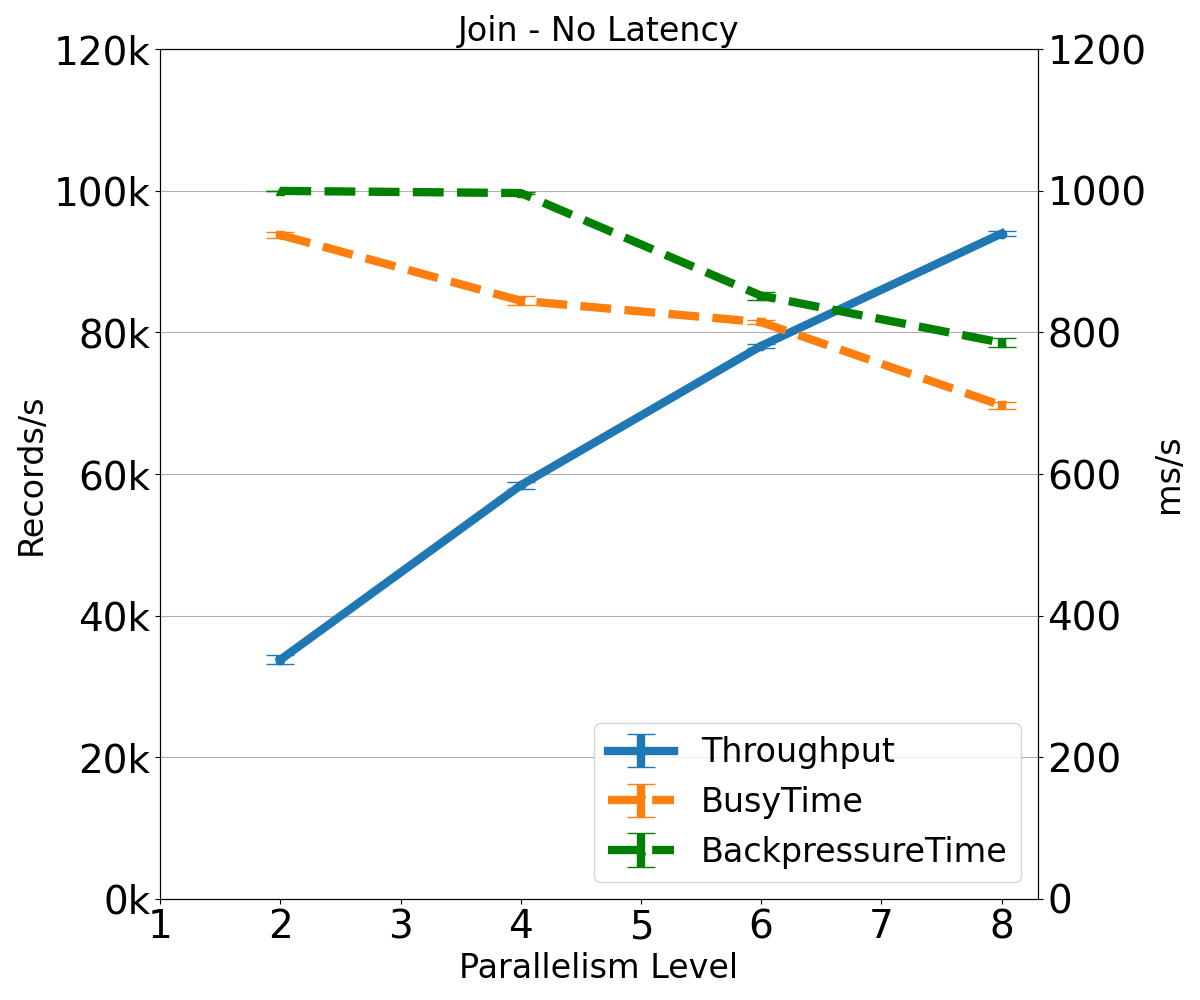 Join - No Latency
120k
100k
80k
60k
40k
20k
0k
Records/s
1200
1000
800
600
400
200
0
ms/s
Throughput
BusyTime
BackpressureTime
1 2 3 4 5 6 7 8
Parallelism Level